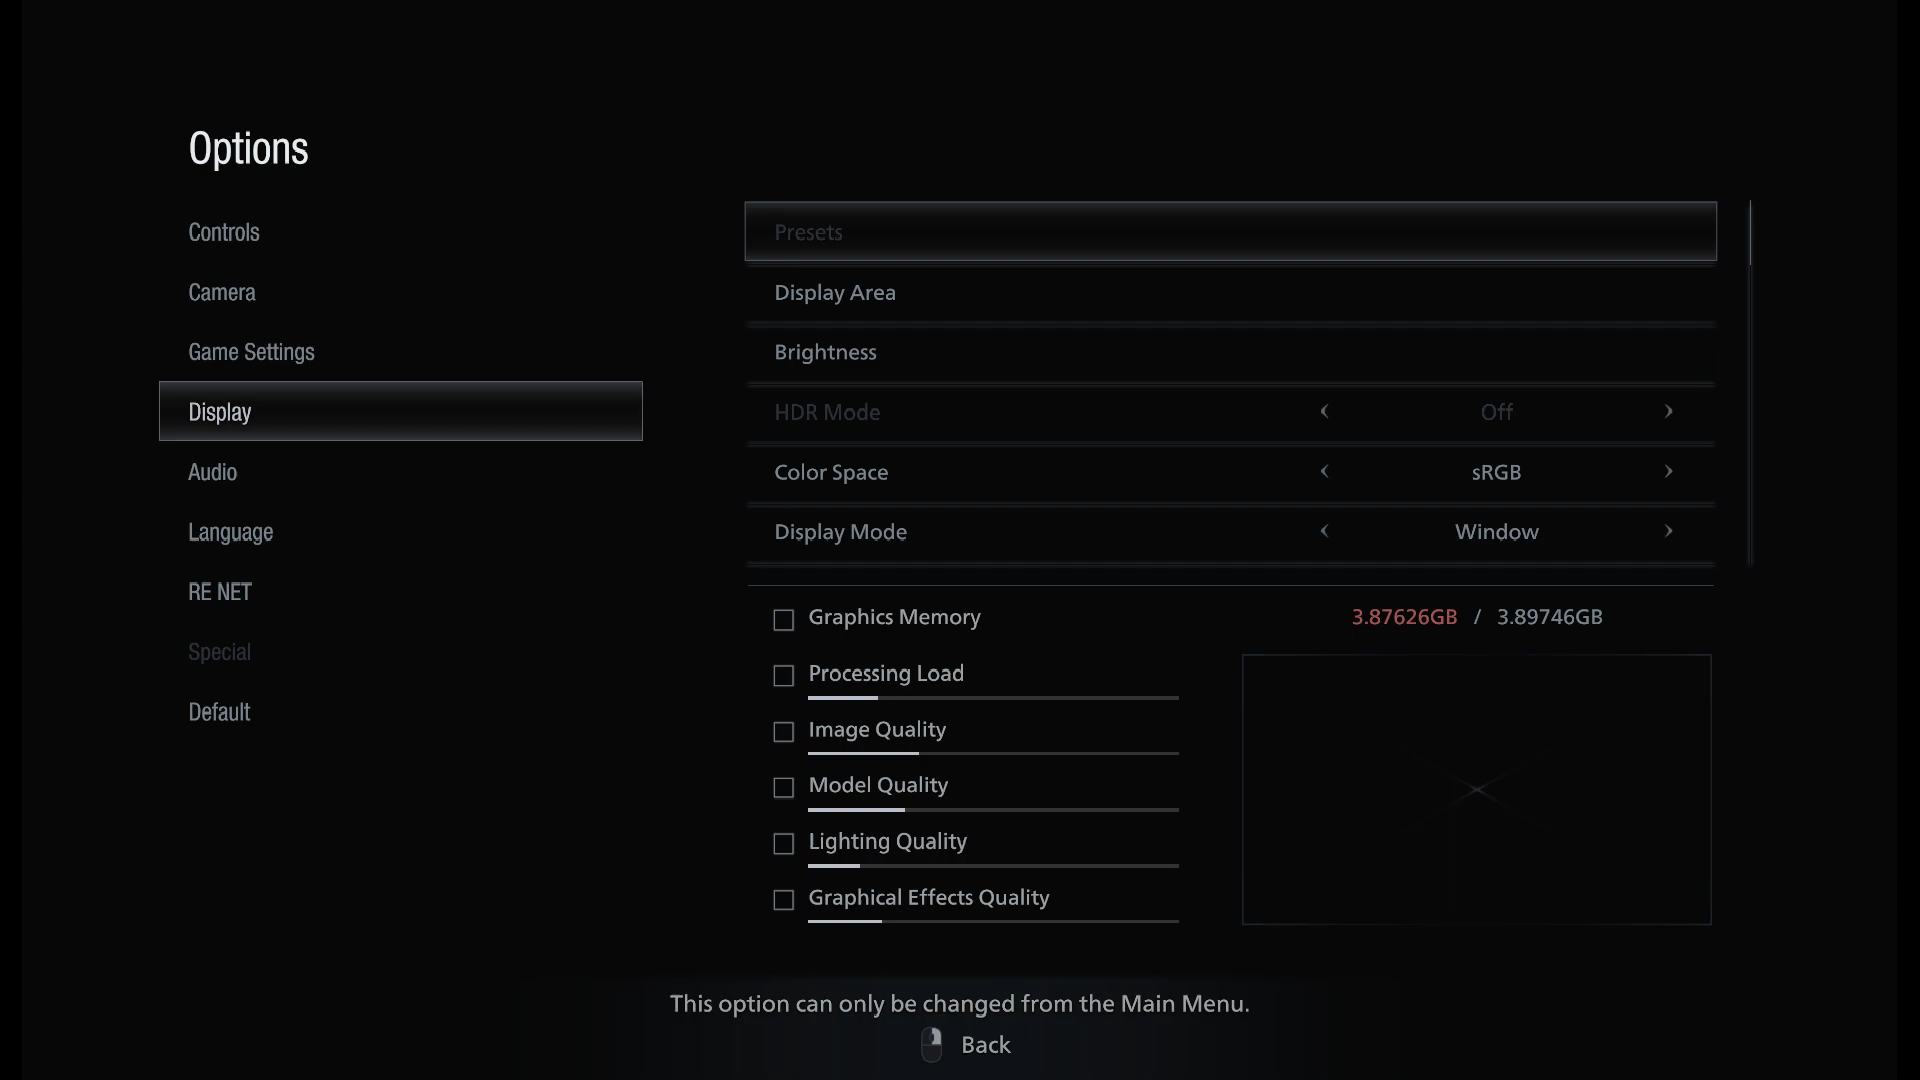 Options
Controls
Camera
Game Settings
Display
Audio
Language
RE NET
Special
Default
Presets
Display Area
Brightness
HDR Mode Off
Color Space sRGB
Display Mode Window
Graphics Memory 3.87626GB / 3.89746GB
Processing Load
Image Quality
Model Quality
Lighting Quality
Graphical Effects Quality
This option can only be changed from the Main Menu.
Back